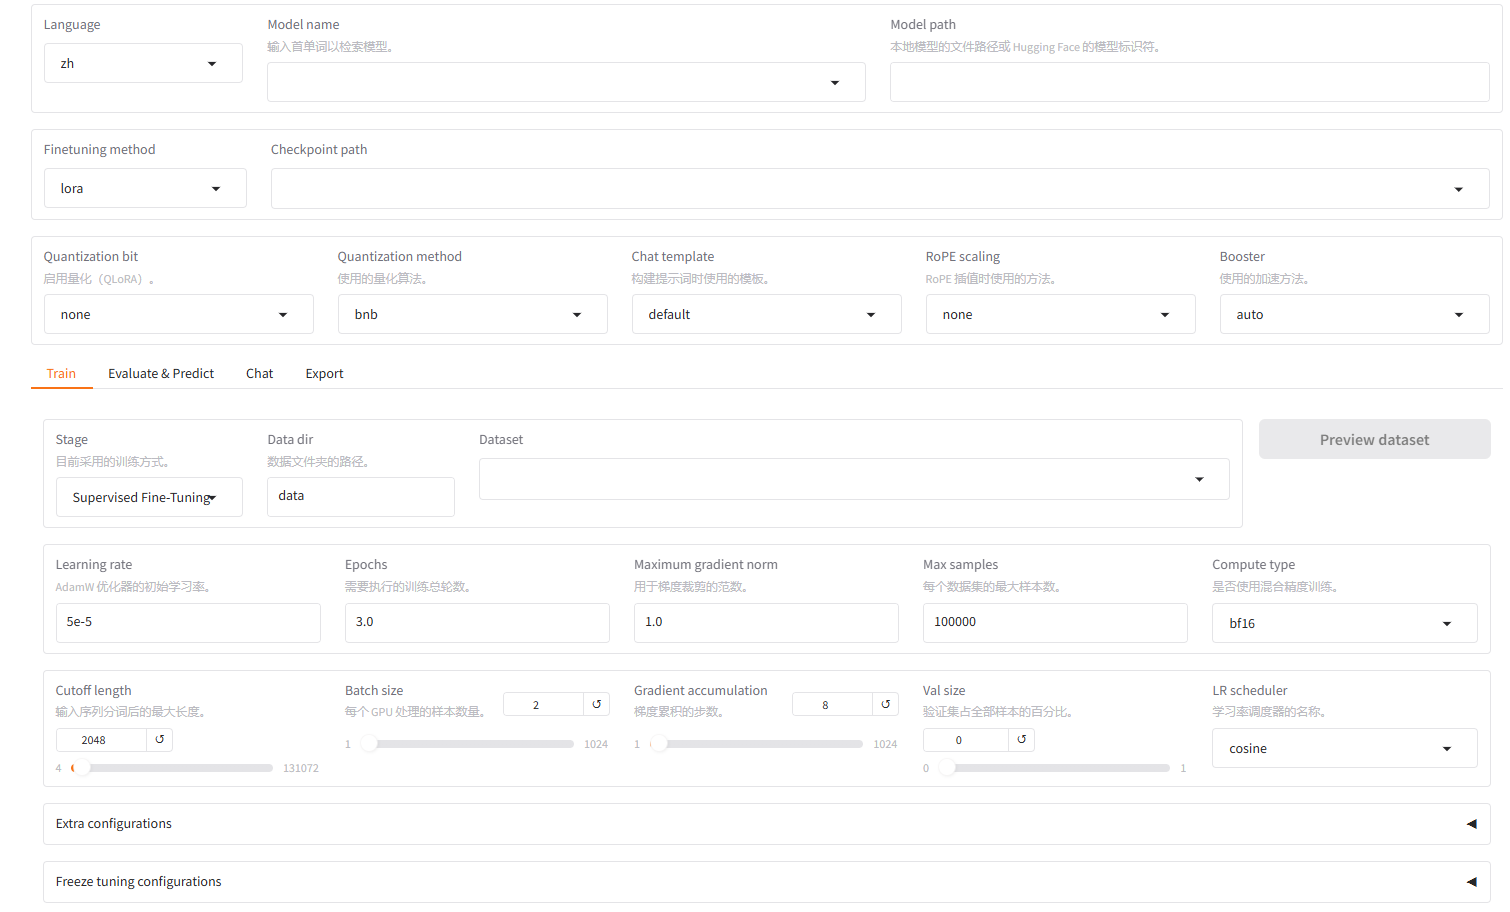 Language
zh
Model name
输入首单词以检索模型。
Model path
本地模型的文件路径或 Hugging Face 的模型标识符。
Finetuning method
lora
Checkpoint path
Quantization bit
启用量化（QLoRA）。
none
Quantization method
使用的量化算法。
bnb
Chat template
构建提示词时使用的模板。
default
RoPE scaling
RoPE 插值时使用的方法。
none
Booster
使用的加速方法。
auto
Train
Evaluate & Predict
Chat
Export
Stage
目前采用的训练方式。
Supervised Fine-Tuning
Data dir
数据文件夹的路径。
data
Dataset
Preview dataset
Learning rate
AdamW 优化器的初始学习率。
5e-5
Epochs
需要执行的训练总轮数。
3.0
Maximum gradient norm
用于梯度裁剪的范数。
1.0
Max samples
每个数据集的最大样本数。
100000
Compute type
是否使用混合精度训练。
bf16
Cutoff length
输入序列分词后的最大长度。
2048
4
131072
Batch size
每个 GPU 处理的样本数量。
2
1
1024
Gradient accumulation
梯度累积的步数。
8
1
1024
Val size
验证集占全部样本的百分比。
0
0
1
LR scheduler
学习率调度器的名称。
cosine
Extra configurations
Freeze tuning configurations